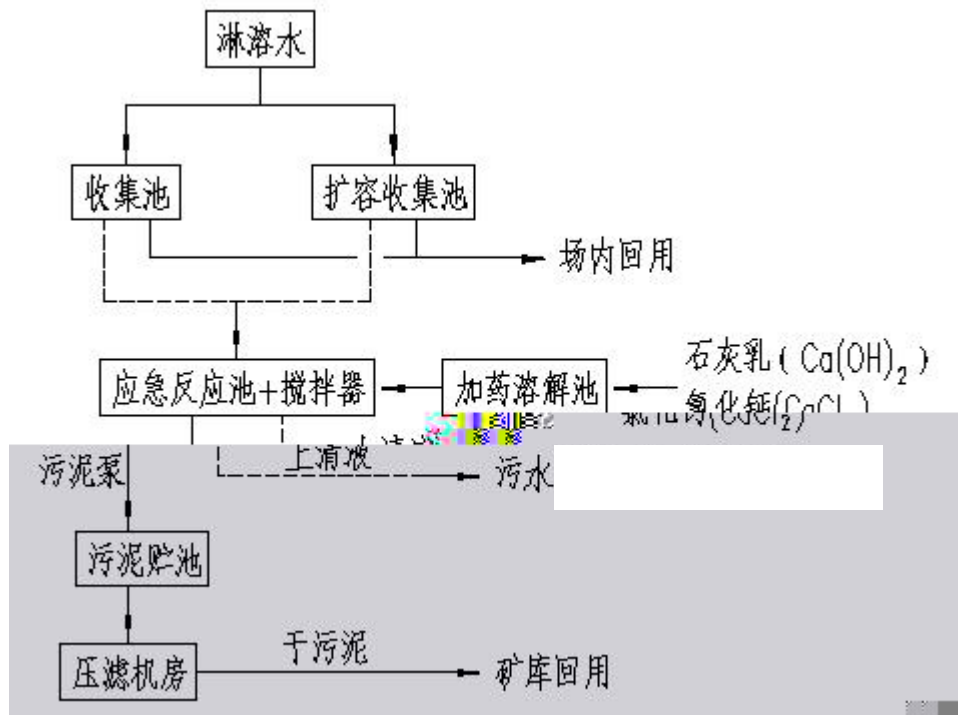 淋溶水
收集池
扩容收集池
场内回用
石灰乳(Ca(OH)₂)
应急反应池+搅拌器
加药溶解池
上清液
污泥泵
污水
污泥贮池
干污泥
压滤机房
矿库回用